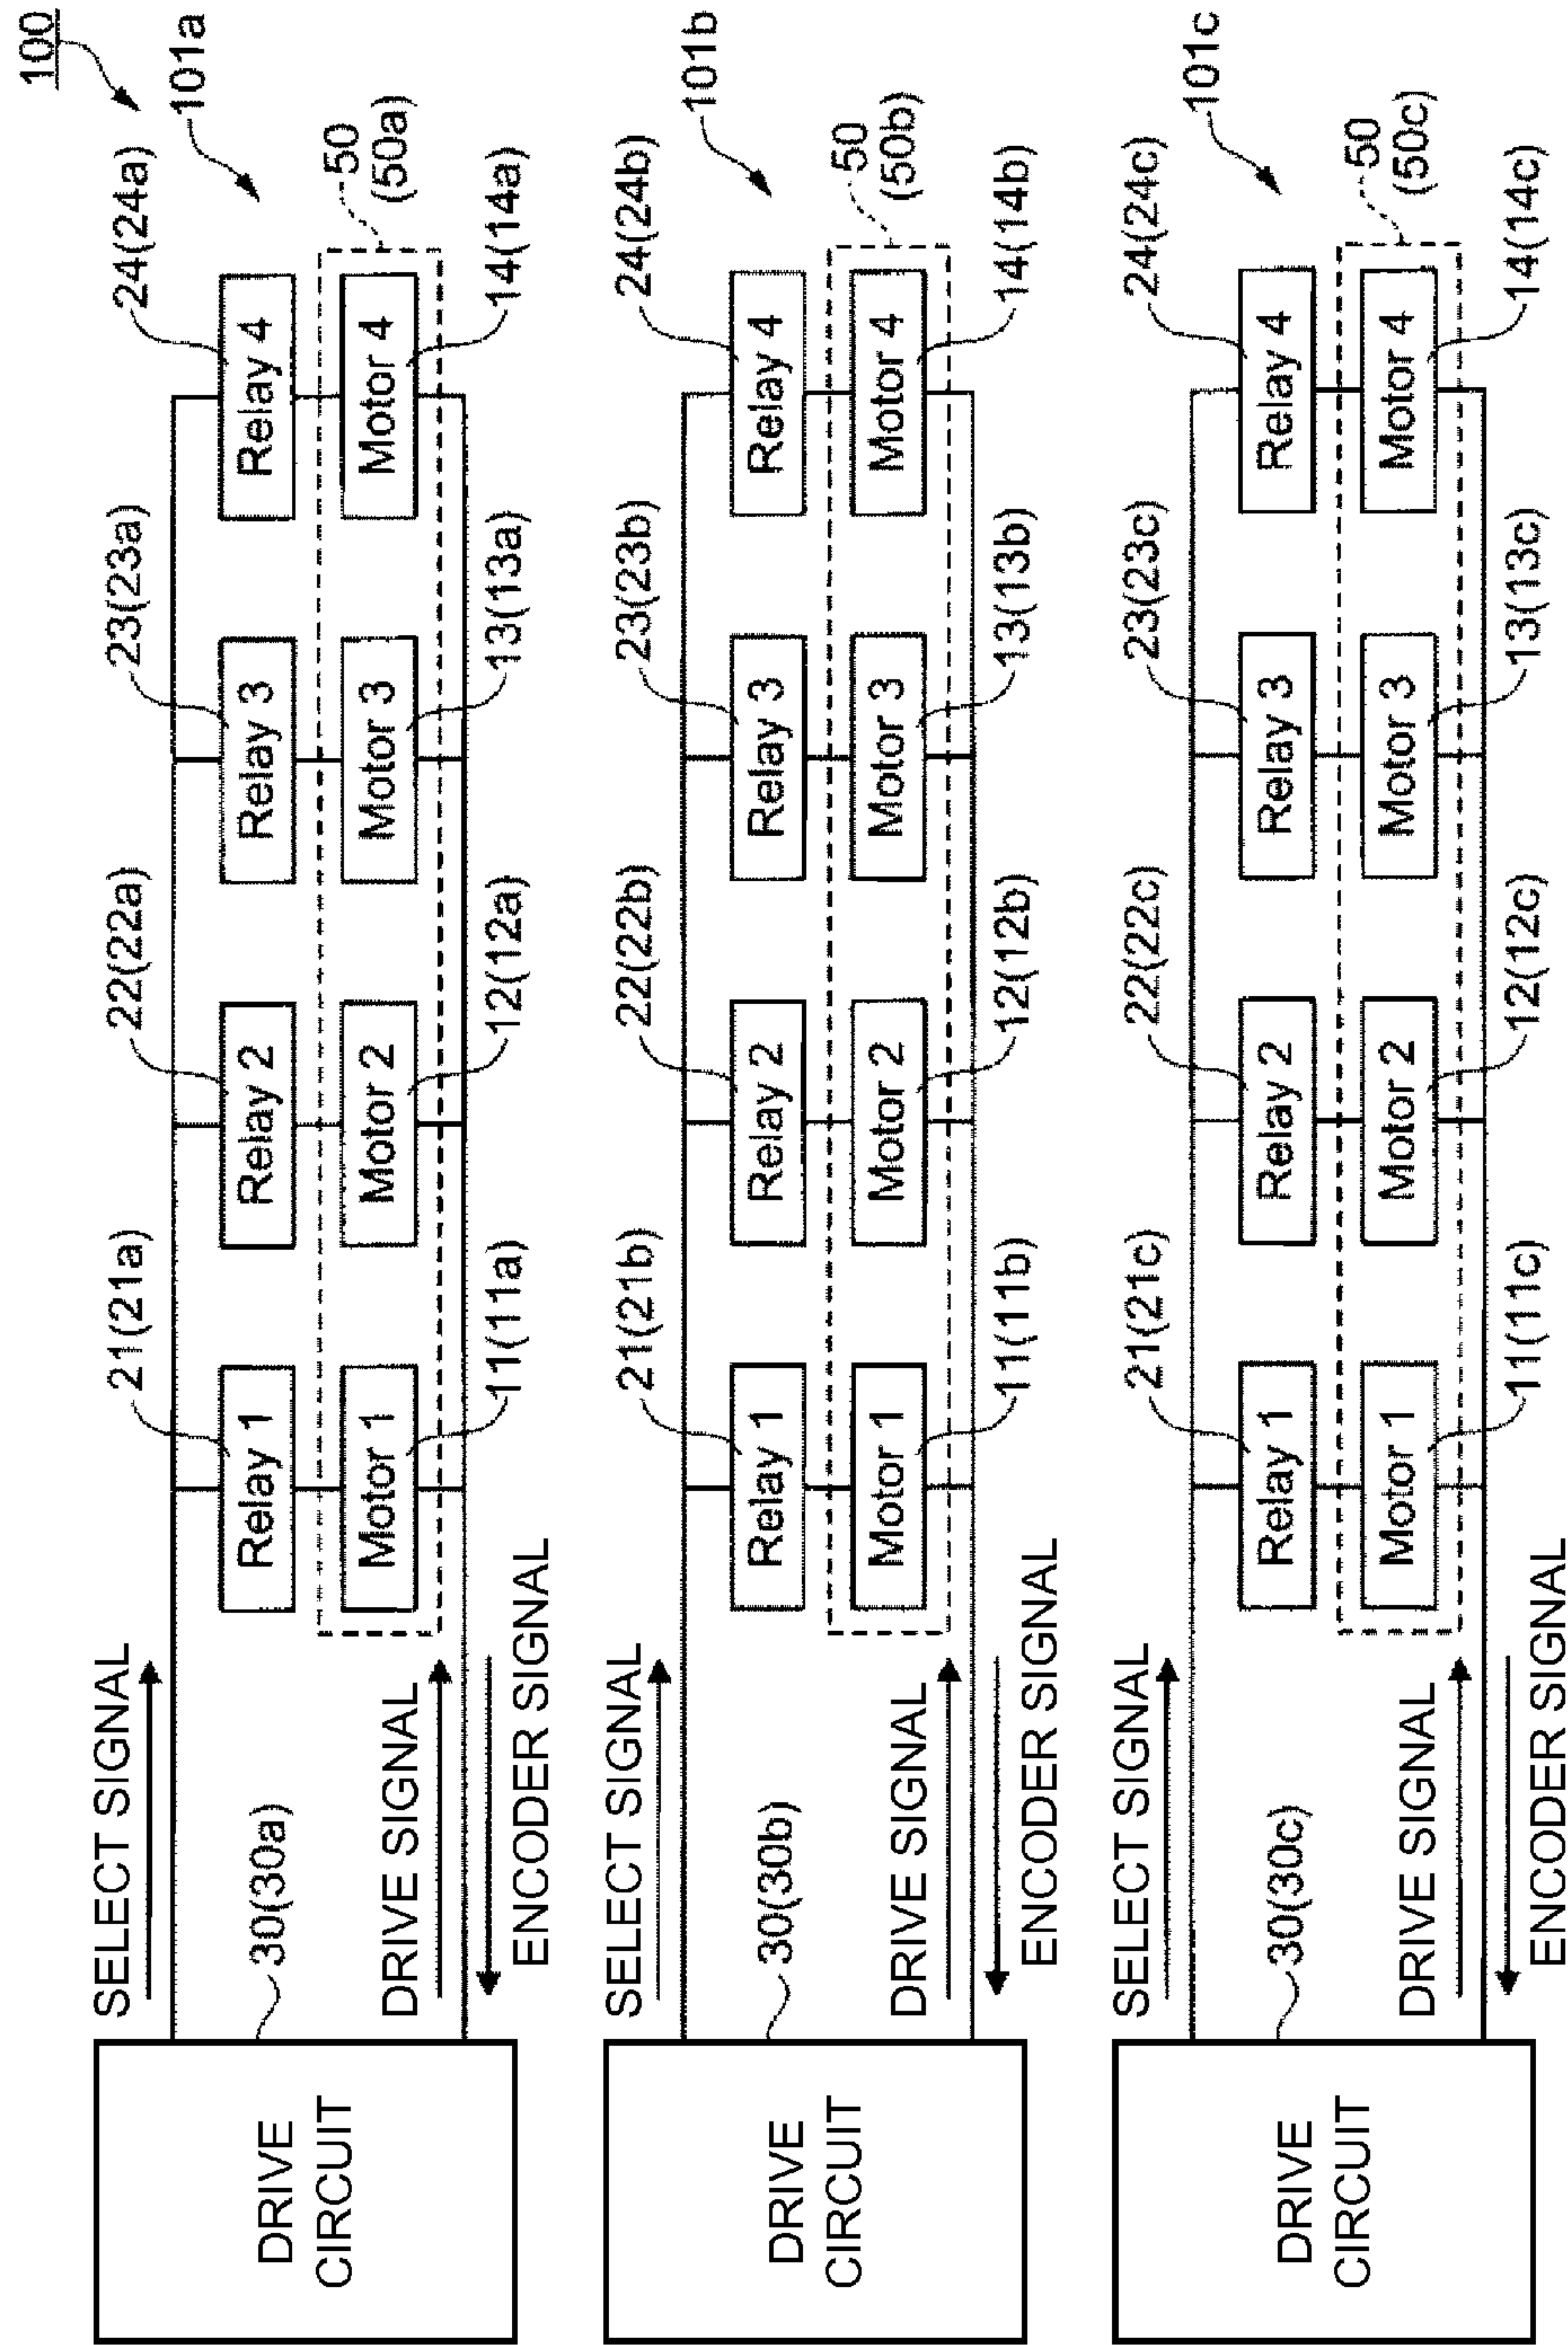 100
101a
24(24a)
23(23a)
22(22a)
21(21a)
SELECT SIGNAL
30(30a)
DRIVE
CIRCUIT
Relay 1
Relay 2
Relay 3
Relay 4
50
(50a)
Motor 1
Motor 2
Motor 3
Motor 4
DRIVE SIGNAL
11(11a)
12(12a)
13(13a)
14(14a)
ENCODER SIGNAL
101b
24(24b)
23(23b)
22(22b)
21(21b)
SELECT SIGNAL
30(30b)
DRIVE
CIRCUIT
Relay 1
Relay 2
Relay 3
Relay 4
50
(50b)
Motor 1
Motor 2
Motor 3
Motor 4
DRIVE SIGNAL
11(11b)
12(12b)
13(13b)
14(14b)
ENCODER SIGNAL
101c
24(24c)
23(23c)
22(22c)
21(21c)
SELECT SIGNAL
30(30c)
DRIVE
CIRCUIT
Relay 1
Relay 2
Relay 3
Relay 4
50
(50c)
Motor 1
Motor 2
Motor 3
Motor 4
DRIVE SIGNAL
11(11c)
12(12c)
13(13c)
14(14c)
ENCODER SIGNAL